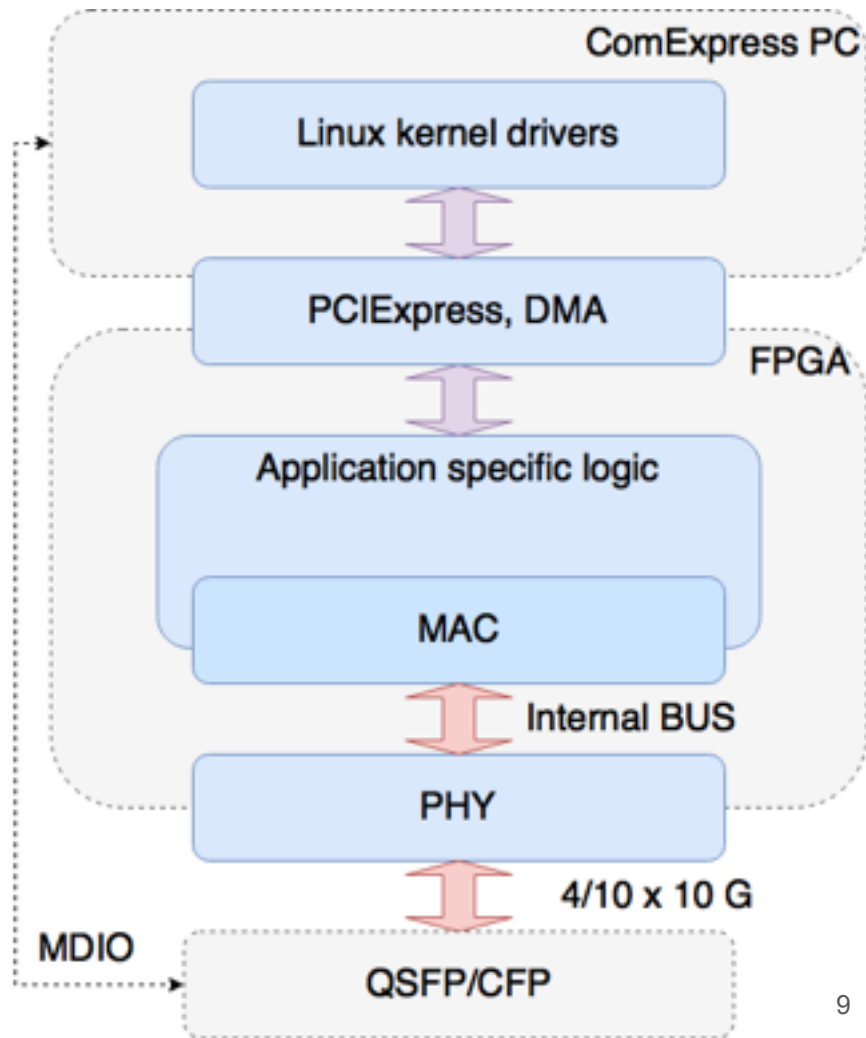 ComExpress PC
Linux kernel drivers
PCIExpress, DMA
FPGA
Application specific logic
MAC
Internal BUS
PHY
4/10 x 10 G
MDIO
QSFP/CFP
9